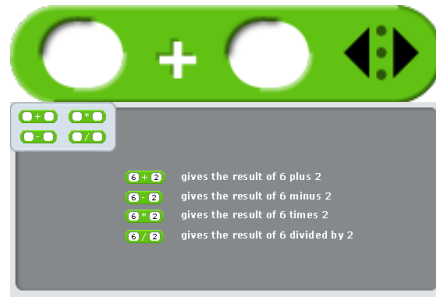 +
+ *
- /
6 + 2 gives the result of 6 plus 2
6 - 2 gives the result of 6 minus 2
6 * 2 gives the result of 6 times 2
6 / 2 gives the result of 6 divided by 2